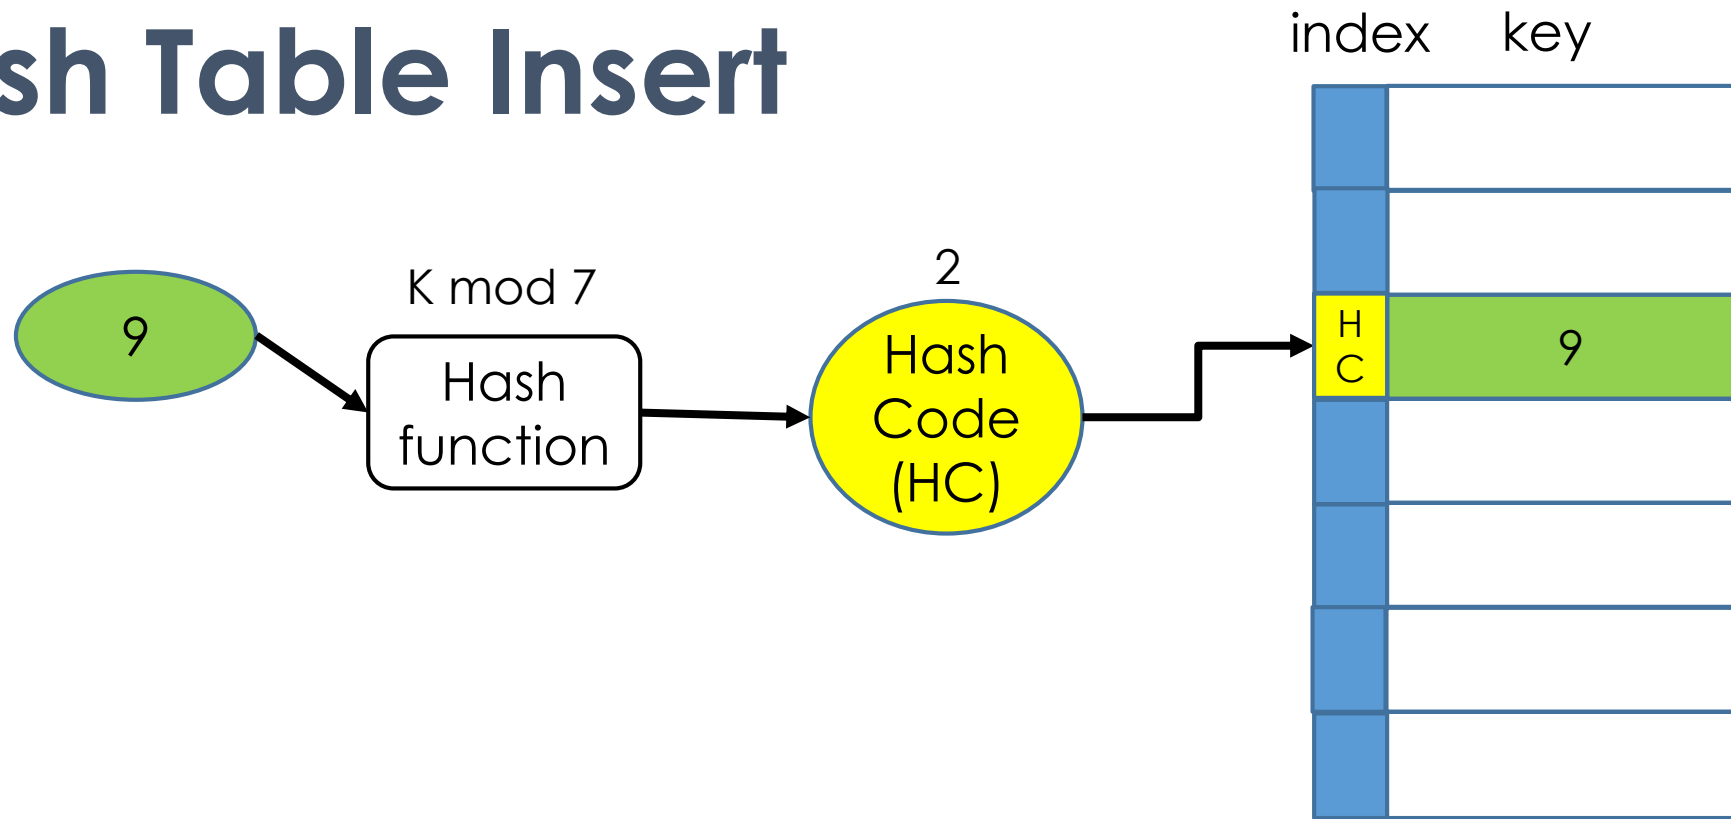 sh Table Insert
index key
9
K mod 7
Hash
function
2
Hash
Code
(HC)
H
C
9